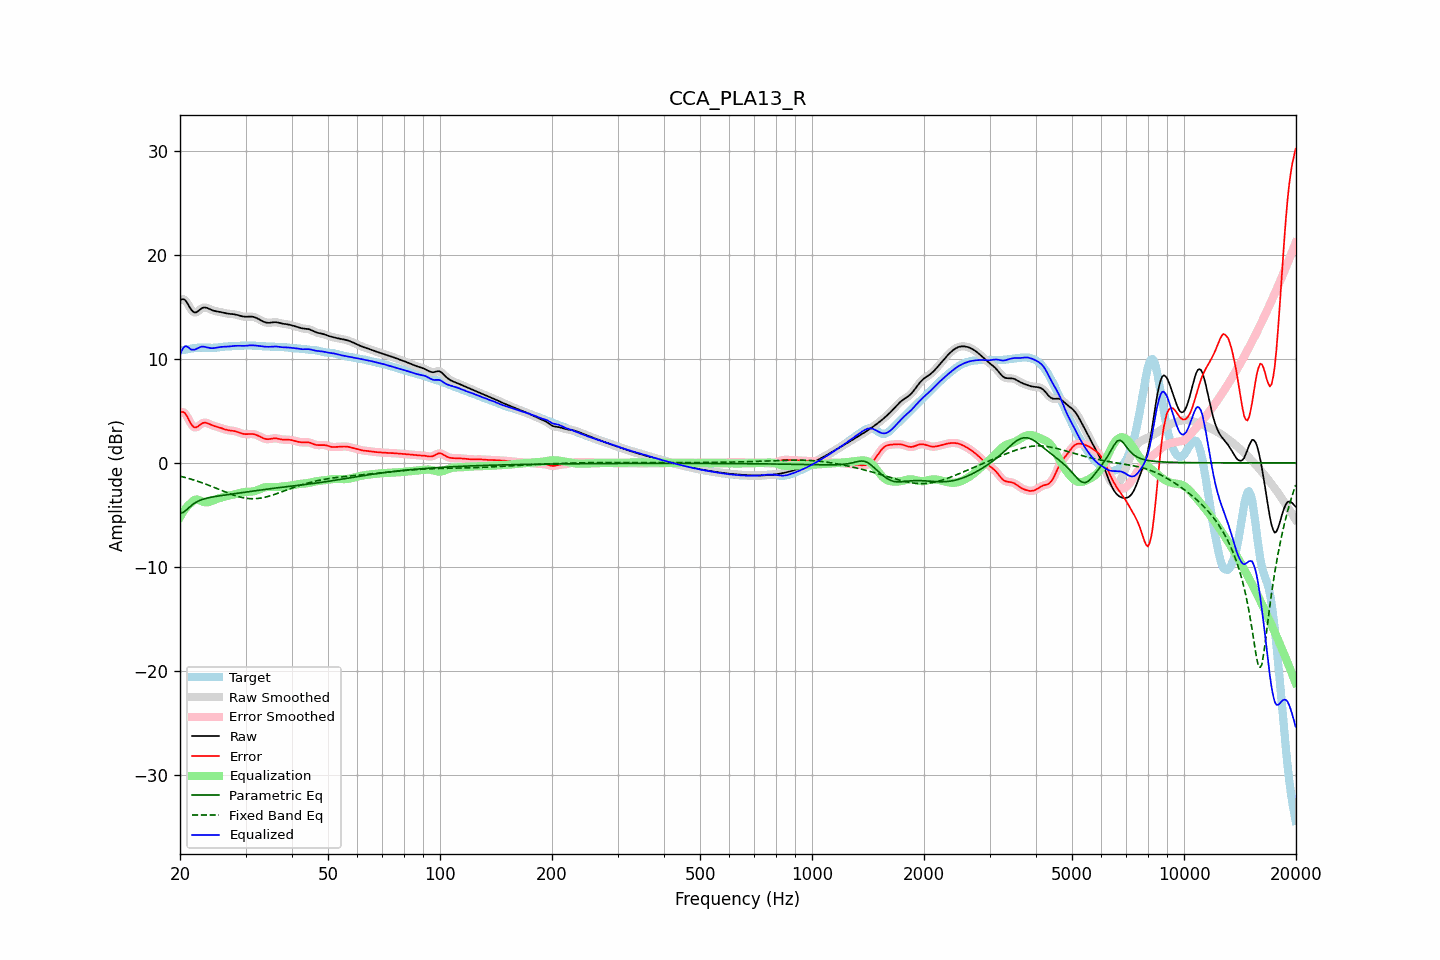 CCA_PLA13_R
30
20
10
0
−10
−20
−30
Amplitude (dBr)
Target
Raw Smoothed
Error Smoothed
Raw
Error
Equalization
Parametric Eq
Fixed Band Eq
Equalized
20 50 100 200 500 1000 2000 5000 10000 20000
Frequency (Hz)